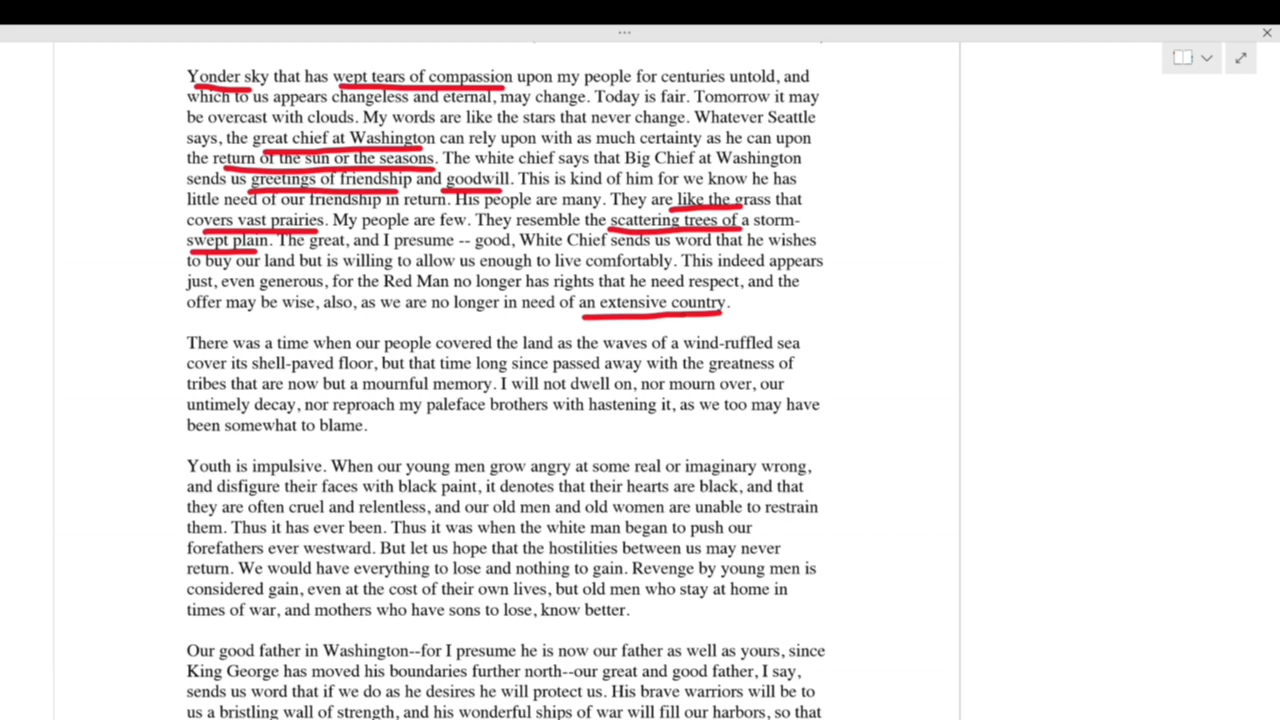 Yonder sky that has wept tears of compassion upon my people for centuries untold, and
which to us appears changeless and eternal, may change. Today is fair. Tomorrow it may
be overcast with clouds. My words are like the stars that never change. Whatever Seattle
says, the great chief at Washington can rely upon with as much certainty as he can upon
the return of the sun or the seasons. The white chief says that Big Chief at Washington
sends us greetings of friendship and goodwill. This is kind of him for we know he has
little need of our friendship in return. His people are many. They are like the grass that
covers vast prairies. My people are few. They resemble the scattering trees of a storm-
swept plain. The great, and I presume -- good, White Chief sends us word that he wishes
to buy our land but is willing to allow us enough to live comfortably. This indeed appears
just, even generous, for the Red Man no longer has rights that he need respect, and the
offer may be wise, also, as we are no longer in need of an extensive country.
There was a time when our people covered the land as the waves of a wind-ruffled sea
cover its shell-paved floor, but that time long since passed away with the greatness of
tribes that are now but a mournful memory. I will not dwell on, nor mourn over, our
untimely decay, nor reproach my paleface brothers with hastening it, as we too may have
been somewhat to blame.
Youth is impulsive. When our young men grow angry at some real or imaginary wrong,
and disfigure their faces with black paint, it denotes that their hearts are black, and that
they are often cruel and relentless, and our old men and old women are unable to restrain
them. Thus it has ever been. Thus it was when the white man began to push our
forefathers ever westward. But let us hope that the hostilities between us may never
return. We would have everything to lose and nothing to gain. Revenge by young men is
considered gain, even at the cost of their own lives, but old men who stay at home in
times of war, and mothers who have sons to lose, know better.
Our good father in Washington--for I presume he is now our father as well as yours, since
King George has moved his boundaries further north--our great and good father, I say,
sends us word that if we do as he desires he will protect us. His brave warriors will be to
us a bristling wall of strength, and his wonderful ships of war will fill our harbors, so that